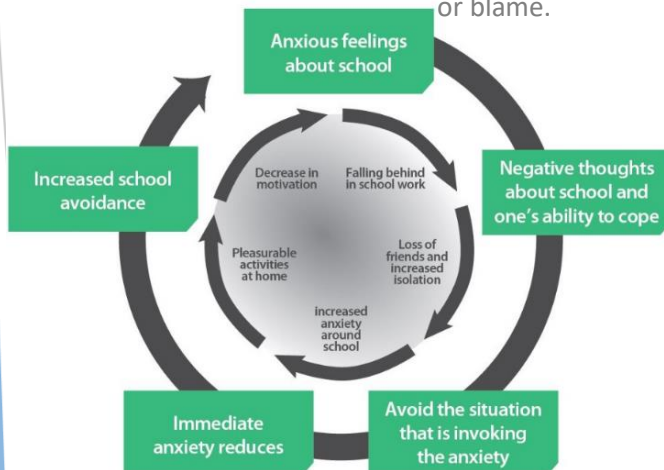 or blame.
Anxious feelings
about school
Negative thoughts
about school and
one's ability to cope
Avoid the situation
that is invoking
the anxiety
Immediate
anxiety reduces
Increased school
avoidance
Falling behind
in school work
Loss of
friends and
increased
isolation
increased
anxiety
around
school
Pleasurable
activities
at home
Decrease in
motivation